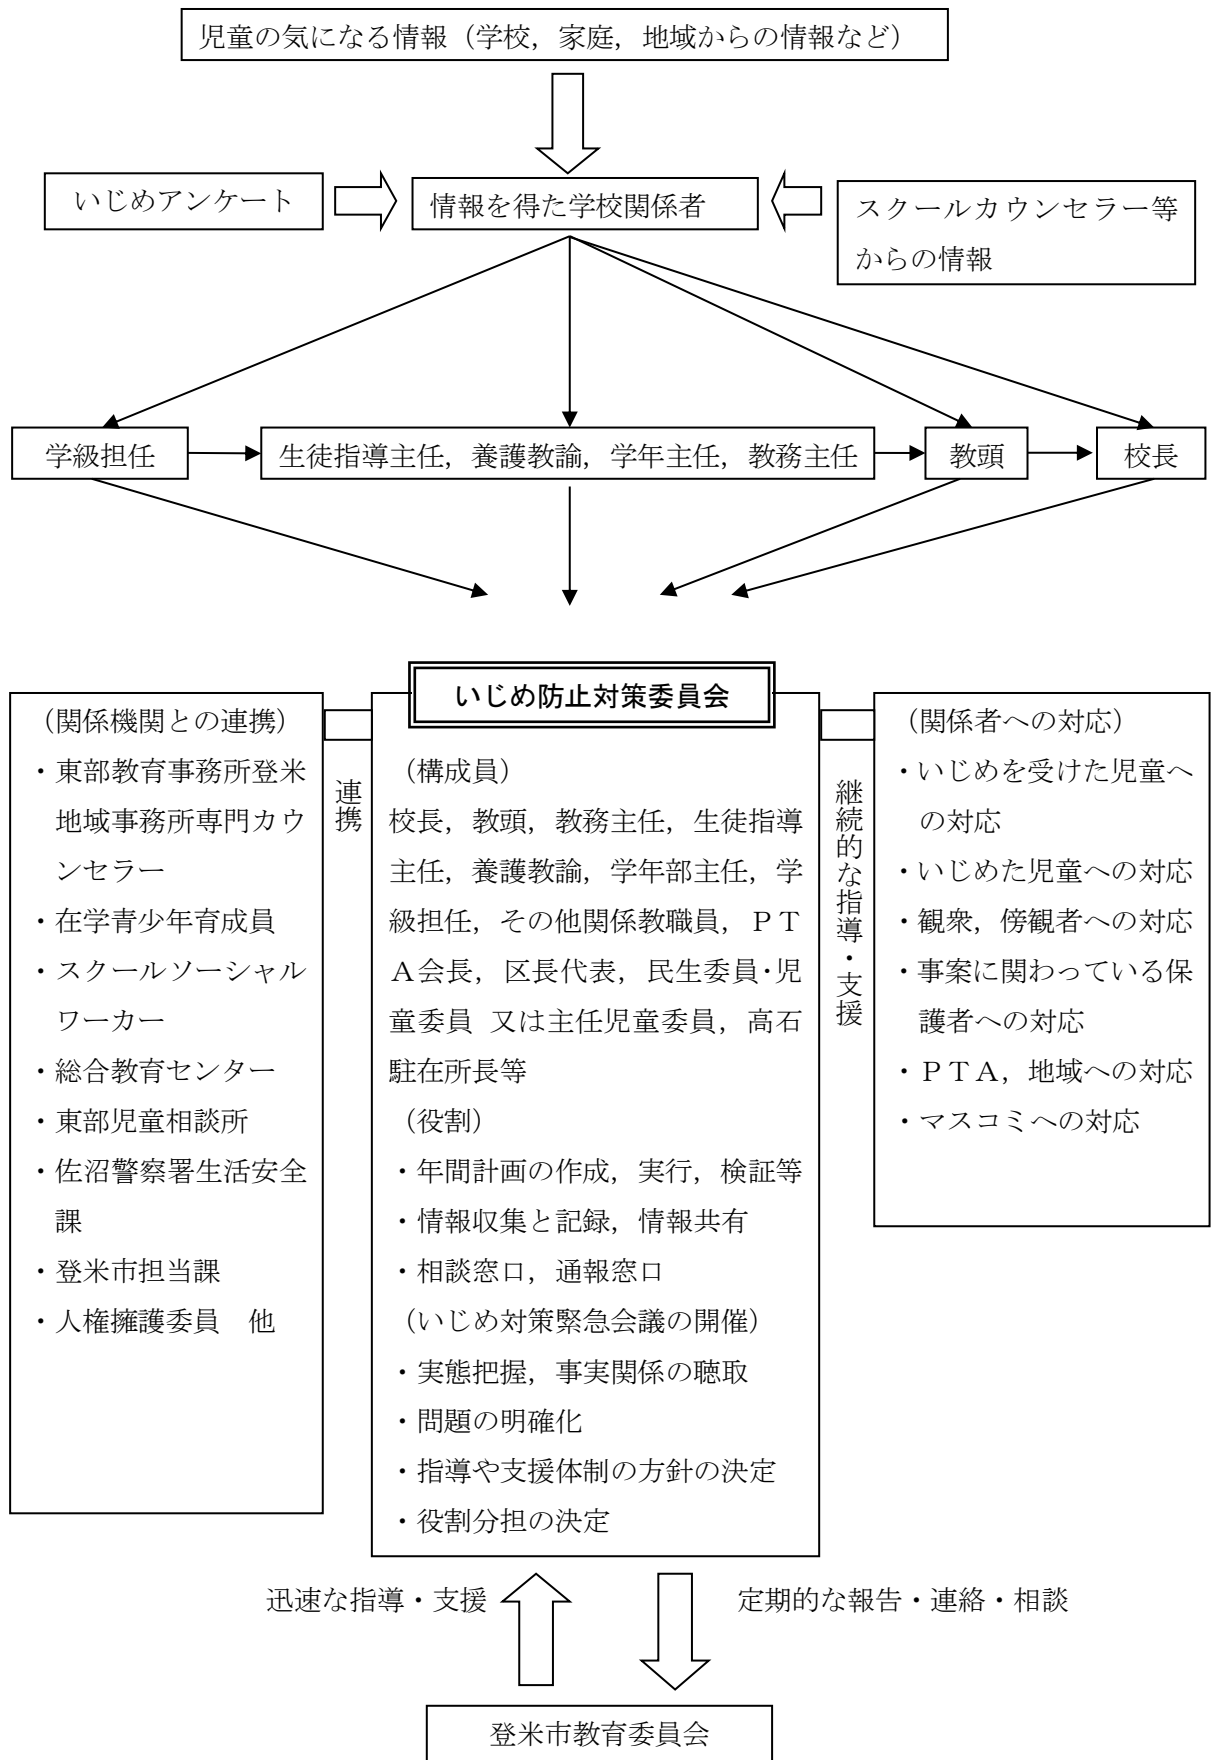 児童の気になる情報（学校，家庭，地域からの情報など）
いじめアンケート
情報を得た学校関係者
スクールカウンセラー等
からの情報
学級担任
生徒指導主任，養護教諭，学年主任，教務主任
教頭
校長
いじめ防止対策委員会
（関係機関との連携）
・東部教育事務所登米
地域事務所専門カウ
ンセラー
・在学青少年育成員
・スクールソーシャル
ワーカー
・総合教育センター
・東部児童相談所
・佐沼警察署生活安全
課
・登米市担当課
・人権擁護委員　他
連携
（構成員）
校長，教頭，教務主任，生徒指導
主任，養護教諭，学年部主任，学
級担任，その他関係教職員，ＰＴ
Ａ会長，区長代表，民生委員・児
童委員 又は主任児童委員，高石
駐在所長等
（役割）
・年間計画の作成，実行，検証等
・情報収集と記録，情報共有
・相談窓口，通報窓口
（いじめ対策緊急会議の開催）
・実態把握，事実関係の聴取
・問題の明確化
・指導や支援体制の方針の決定
・役割分担の決定
継続的な指導・支援
（関係者への対応）
・いじめを受けた児童へ
の対応
・いじめた児童への対応
・観衆，傍観者への対応
・事案に関わっている保
護者への対応
・ＰＴＡ，地域への対応
・マスコミへの対応
迅速な指導・支援
定期的な報告・連絡・相談
登米市教育委員会